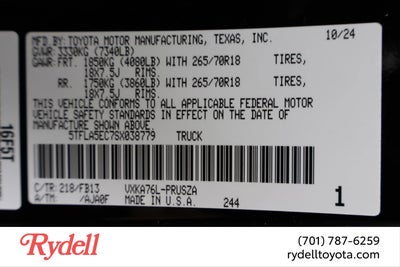 MFD BY: TOYOTA MOTOR MANUFACTURING, TEXAS, INC. 10/24
GVWR 3330KG (7340LB)
GAWR: FRT. 1850KG (4080LB) WITH 265/70R18 TIRES,
18X7.5J RIMS.
RR. 1750KG (3860LB) WITH 265/70R18 TIRES,
18X7.5J RIMS.
THIS VEHICLE CONFORMS TO ALL APPLICABLE FEDERAL MOTOR
VEHICLE SAFETY STANDARDS IN EFFECT ON THE DATE OF
MANUFACTURE SHOWN ABOVE.
5TFLA5EC7SX038779 TRUCK
C/TR: 218/FB13 VXKA76L-PRUSZA
A/TM: /AJA0F MADE IN U.S.A. 244
1
16F5T
Rydell
(701) 787-6259
rydelltoyota.com